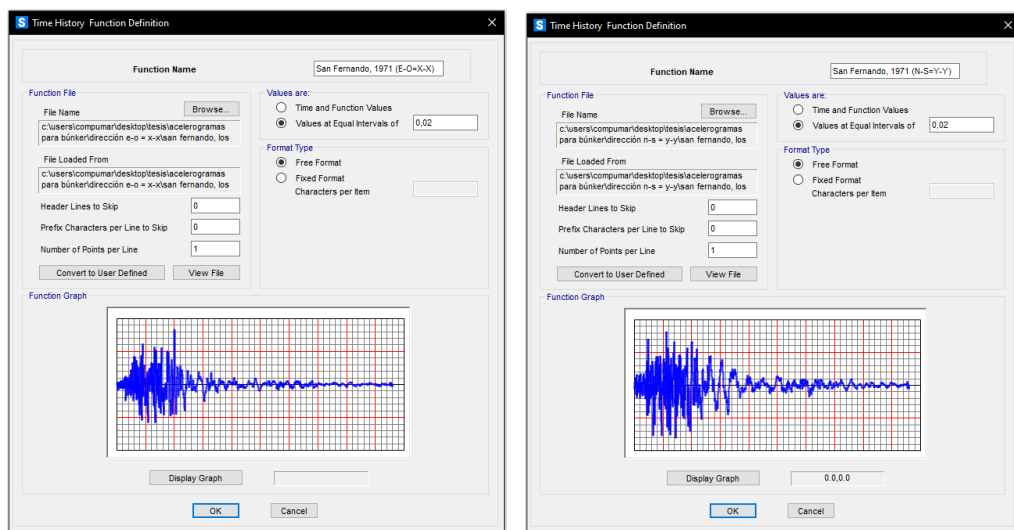 Time History Function Definition
Function Name
San Fernando, 1971 (E-O=X-X)
Function File
File Name
Browse...
c:\users\compumar\desktop\tesis\acelerogramas
para búnker\dirección e-o = x-x\san fernando, los
File Loaded From
c:\users\compumar\desktop\tesis\acelerogramas
para búnker\dirección e-o = x-x\san fernando, los
Header Lines to Skip
0
Prefix Characters per Line to Skip
0
Number of Points per Line
1
Convert to User Defined
View File
Values are:
Time and Function Values
Values at Equal Intervals of
0,02
Format Type
Free Format
Fixed Format
Characters per Item
Function Graph
Display Graph
OK
Cancel
Time History Function Definition
Function Name
San Fernando, 1971 (N-S=Y-Y)
Function File
File Name
Browse...
c:\users\compumar\desktop\tesis\acelerogramas
para búnker\dirección n-s = y-y\san fernando, los
File Loaded From
c:\users\compumar\desktop\tesis\acelerogramas
para búnker\dirección n-s = y-y\san fernando, los
Header Lines to Skip
0
Prefix Characters per Line to Skip
0
Number of Points per Line
1
Convert to User Defined
View File
Values are:
Time and Function Values
Values at Equal Intervals of
0,02
Format Type
Free Format
Fixed Format
Characters per Item
Function Graph
Display Graph
0.0,0.0
OK
Cancel